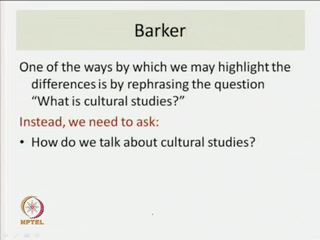 Barker
One of the ways by which we may highlight the
differences is by rephrasing the question
“What is cultural studies?”
Instead, we need to ask:
• How do we talk about cultural studies?
NPTEL